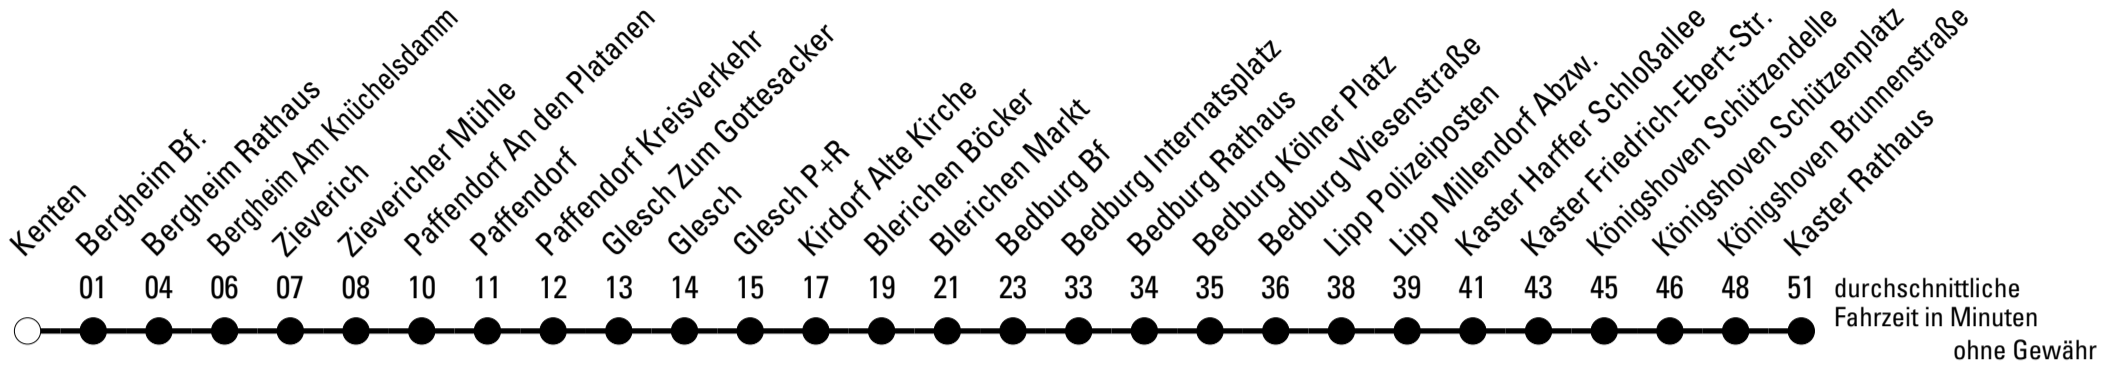 Kenten
Bergheim Bf.
Bergheim Rathaus
Bergheim Am Knüchelsdamm
Zieverich
Zievericher Mühle
Paffendorf An den Platanen
Paffendorf
Paffendorf Kreisverkehr
Glesch Zum Gottesacker
Glesch
Glesch P+R
Kirdorf Alte Kirche
Blerichen Böcker
Blerichen Markt
Bedburg Bf
Bedburg Internatsplatz
Bedburg Rathaus
Bedburg Kölner Platz
Bedburg Wiesenstraße
Lipp Polizeiposten
Lipp Millendorf Abzw.
Kaster Harffer Schloßallee
Kaster Friedrich-Ebert-Str.
Königshoven Schützendelle
Königshoven Schützenplatz
Königshoven Brunnenstraße
Kaster Rathaus
01 04 06 07 08 10 11 12 13 14 15 17 19 21 23 33 34 35 36 38 39 41 43 45 46 48 51 durchschnittliche
Fahrzeit in Minuten
ohne Gewähr